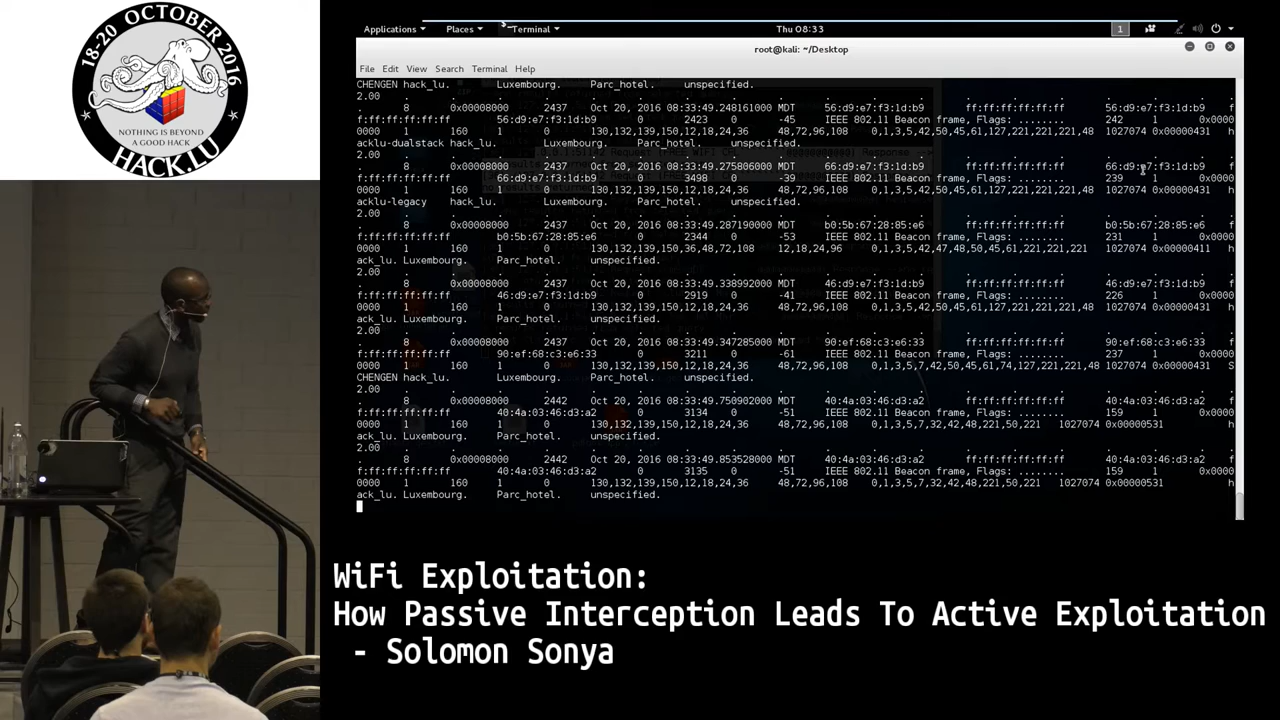 18-20 OCTOBER 2016
NOTHING IS BEYOND
A GOOD HACK
HACK.LU
Applications Places Terminal Thu 08:33 1
root@kali: ~/Desktop
File Edit View Search Terminal Help
CHENGEN hack_lu. Luxembourg. Parc_hotel. unspecified.
2.00 . . . . . . . . . . . . . . . . .
. 8 0x00008000 2437 Oct 20, 2016 08:33:49.248161000 MDT 56:d9:e7:f3:1d:b9 ff:ff:ff:ff:ff:ff 56:d9:e7:f3:1d:b9 f
f:ff:ff:ff:ff:ff 56:d9:e7:f3:1d:b9 0 2423 0 -45 IEEE 802.11 Beacon frame, Flags: ........ 242 1 0x0000
0000 1 160 1 0 130,132,139,150,12,18,24,36 48,72,96,108 0,1,3,5,42,50,45,61,127,221,221,48 1027074 0x00000431 h
acklu-dualstack hack_lu. Luxembourg. Parc_hotel. unspecified.
2.00 . . . . . . . . . . . . . . . . .
. 8 0x00008000 2437 Oct 20, 2016 08:33:49.275806000 MDT 66:d9:e7:f3:1d:b9 ff:ff:ff:ff:ff:ff 66:d9:e7:f3:1d:b9 f
f:ff:ff:ff:ff:ff 66:d9:e7:f3:1d:b9 0 3498 0 -39 IEEE 802.11 Beacon frame, Flags: ........ 239 1 0x0000
0000 1 160 1 0 130,132,139,150,12,18,24,36 48,72,96,108 0,1,3,5,42,50,45,61,127,221,221,48 1027074 0x00000431 h
acklu-legacy hack_lu. Luxembourg. Parc_hotel. unspecified.
2.00 . . . . . . . . . . . . . . . . .
. 8 0x00008000 2437 Oct 20, 2016 08:33:49.287190000 MDT b0:5b:67:28:85:e6 ff:ff:ff:ff:ff:ff b0:5b:67:28:85:e6 f
f:ff:ff:ff:ff:ff b0:5b:67:28:85:e6 0 2344 0 -53 IEEE 802.11 Beacon frame, Flags: ........ 231 1 0x0000
0000 1 160 1 0 130,132,139,150,36,48,72,108 12,18,24,96 0,1,3,5,42,47,48,50,45,61,221,221,221 1027074 0x00000411 h
ack_lu. Luxembourg. Parc_hotel. unspecified.
2.00 . . . . . . . . . . . . . . . . .
. 8 0x00008000 2437 Oct 20, 2016 08:33:49.338992000 MDT 46:d9:e7:f3:1d:b9 ff:ff:ff:ff:ff:ff 46:d9:e7:f3:1d:b9 f
f:ff:ff:ff:ff:ff 46:d9:e7:f3:1d:b9 0 2919 0 -41 IEEE 802.11 Beacon frame, Flags: ........ 226 1 0x0000
0000 1 160 1 0 130,132,139,150,12,18,24,36 48,72,96,108 0,1,3,5,42,50,45,61,127,221,221,48 1027074 0x00000431 h
ack_lu. Luxembourg. Parc_hotel. unspecified.
2.00 . . . . . . . . . . . . . . . . .
. 8 0x00008000 2437 Oct 20, 2016 08:33:49.347285000 MDT 90:ef:68:c3:e6:33 ff:ff:ff:ff:ff:ff 90:ef:68:c3:e6:33 f
f:ff:ff:ff:ff:ff 90:ef:68:c3:e6:33 0 3211 0 -61 IEEE 802.11 Beacon frame, Flags: ........ 237 1 0x0000
0000 1 160 1 0 130,132,139,150,12,18,24,36 48,72,96,108 0,1,3,5,7,42,50,45,61,74,127,221,221,48 1027074 0x00000431 S
CHENGEN hack_lu. Luxembourg. Parc_hotel. unspecified.
2.00 . . . . . . . . . . . . . . . . .
. 8 0x00008000 2442 Oct 20, 2016 08:33:49.750902000 MDT 40:4a:03:46:d3:a2 ff:ff:ff:ff:ff:ff 40:4a:03:46:d3:a2 f
f:ff:ff:ff:ff:ff 40:4a:03:46:d3:a2 0 3134 0 -51 IEEE 802.11 Beacon frame, Flags: ........ 159 1 0x0000
0000 1 160 1 0 130,132,139,150,12,18,24,36 48,72,96,108 0,1,3,5,7,32,42,48,221,50,221 1027074 0x00000531 h
ack_lu. Luxembourg. Parc_hotel. unspecified.
2.00 . . . . . . . . . . . . . . . . .
. 8 0x00008000 2442 Oct 20, 2016 08:33:49.853528000 MDT 40:4a:03:46:d3:a2 ff:ff:ff:ff:ff:ff 40:4a:03:46:d3:a2 f
f:ff:ff:ff:ff:ff 40:4a:03:46:d3:a2 0 3135 0 -51 IEEE 802.11 Beacon frame, Flags: ........ 159 1 0x0000
0000 1 160 1 0 130,132,139,150,12,18,24,36 48,72,96,108 0,1,3,5,7,32,42,48,221,50,221 1027074 0x00000531 h
ack_lu. Luxembourg. Parc_hotel. unspecified.
WiFi Exploitation:
How Passive Interception Leads To Active Exploitation
- Solomon Sonya